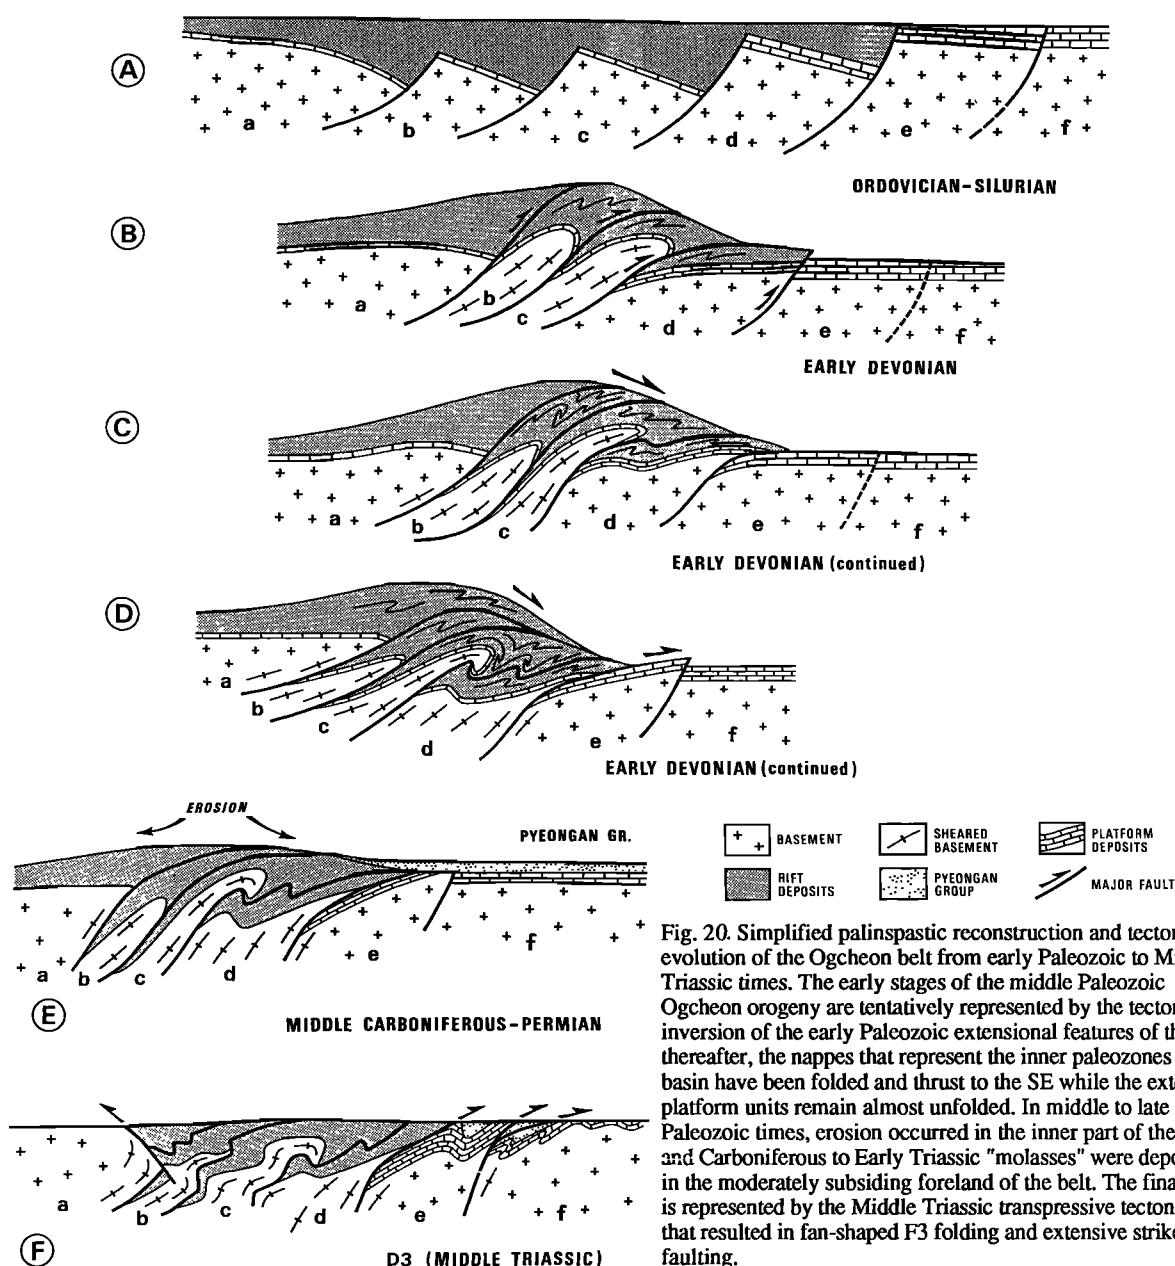 A
a
b
c
d
e
f
ORDOVICIAN-SILURIAN
B
a
b
c
d
e
f
EARLY DEVONIAN
C
a
b
c
d
e
f
EARLY DEVONIAN (continued)
D
a
b
c
d
e
f
EARLY DEVONIAN (continued)
EROSION
PYEONGAN GR.
a
b
c
d
e
f
E
MIDDLE CARBONIFEROUS-PERMIAN
BASEMENT
SHEARED
BASEMENT
PLATFORM
DEPOSITS
RIFT
DEPOSITS
PYEONGAN
GROUP
MAJOR FAULT
a
b
c
d
e
f
F
D3 (MIDDLE TRIASSIC)
Fig. 20. Simplified palinspastic reconstruction and tector
evolution of the Ogcheon belt from early Paleozoic to M
Triassic times. The early stages of the middle Paleozoic
Ogcheon orogeny are tentatively represented by the tector
inversion of the early Paleozoic extensional features of th
thereafter, the nappes that represent the inner paleozones
basin have been folded and thrust to the SE while the exte
platform units remain almost unfolded. In middle to late
Paleozoic times, erosion occurred in the inner part of the
and Carboniferous to Early Triassic "molasses" were depo
in the moderately subsiding foreland of the belt. The fina
is represented by the Middle Triassic transpressive tecton
that resulted in fan-shaped F3 folding and extensive strike
faulting.